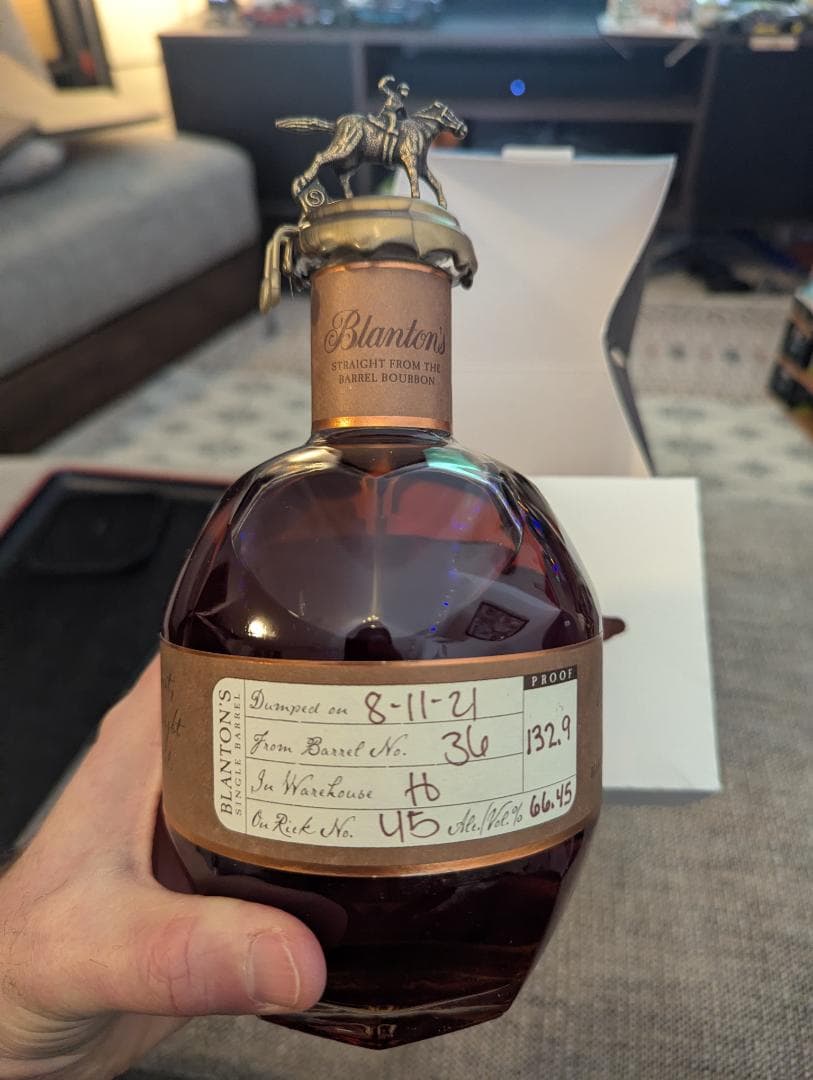 S
Blanton's
STRAIGHT FROM THE
BARREL BOURBON
BLANTON'S
SINGLE BARREL
PROOF
132.9
Dumped on 8-11-21
From Barrel No. 36
In Warehouse H
On Rick No. 45 Alc./Vol.% 66.45